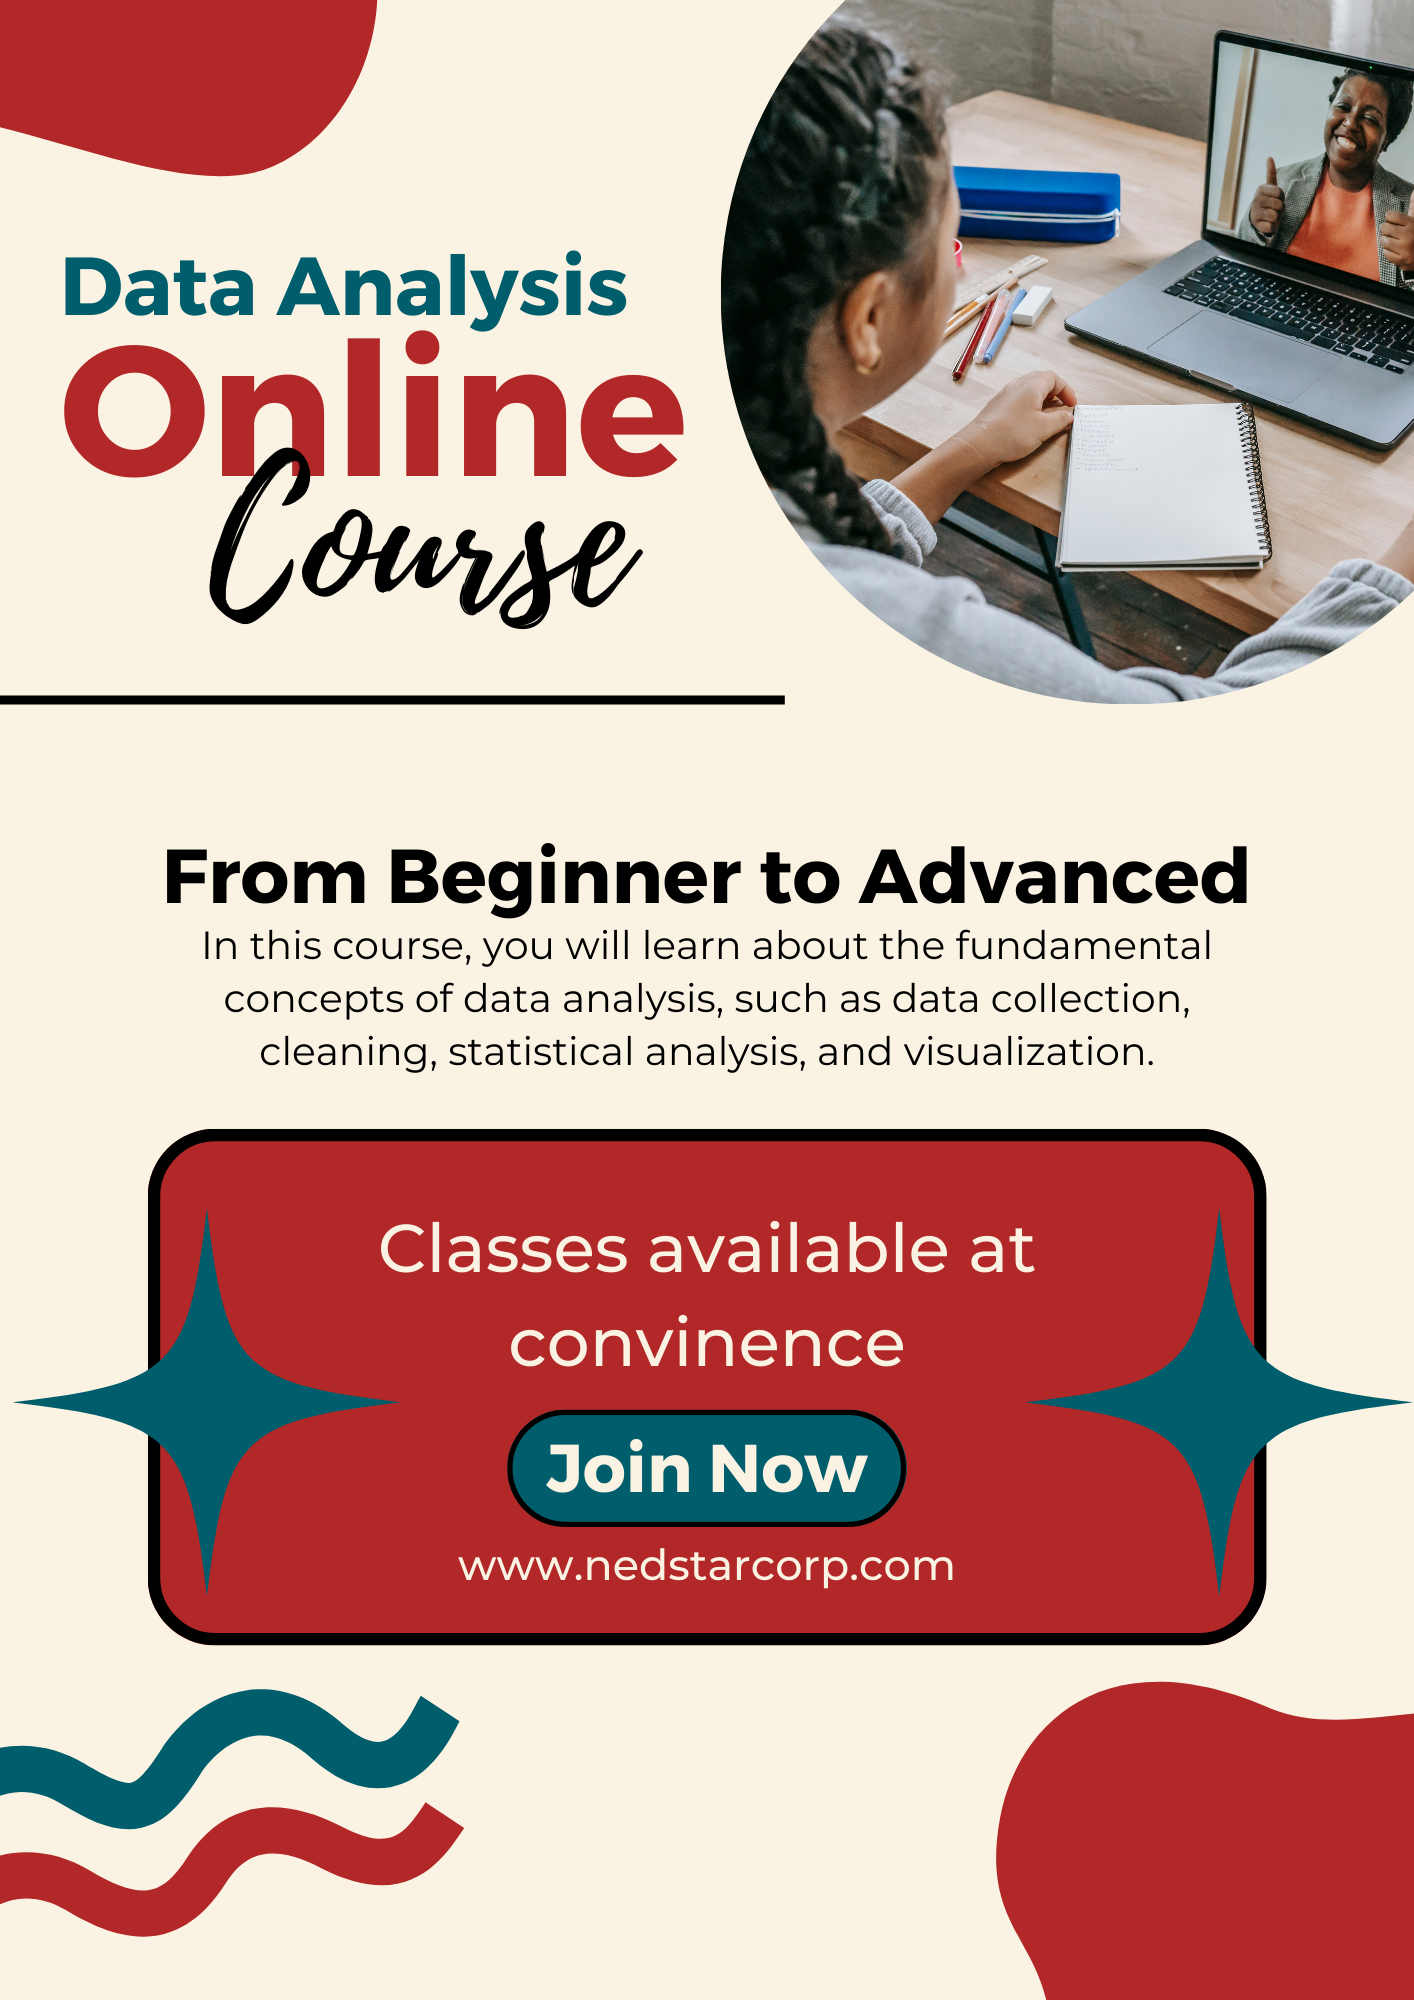 Data Analysis
Online
Course
From Beginner to Advanced
In this course, you will learn about the fundamental
concepts of data analysis, such as data collection,
cleaning, statistical analysis, and visualization.
Classes available at
convinence
Join Now
www.nedstarcorp.com